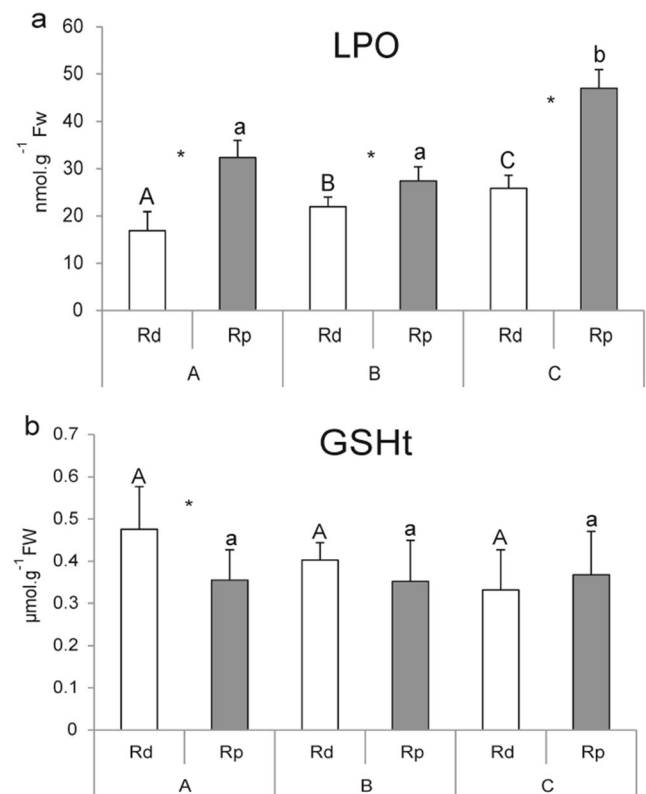 a
LPO
nmol.g-1 Fw
60
50
40
30
20
10
0
A
*
a
B
*
a
C
*
b
Rd Rp Rd Rp Rd Rp
A B C
b
GSHt
µmol.g-1 FW
0.7
0.6
0.5
0.4
0.3
0.2
0.1
0
A
*
a
A
a
A
a
Rd Rp Rd Rp Rd Rp
A B C